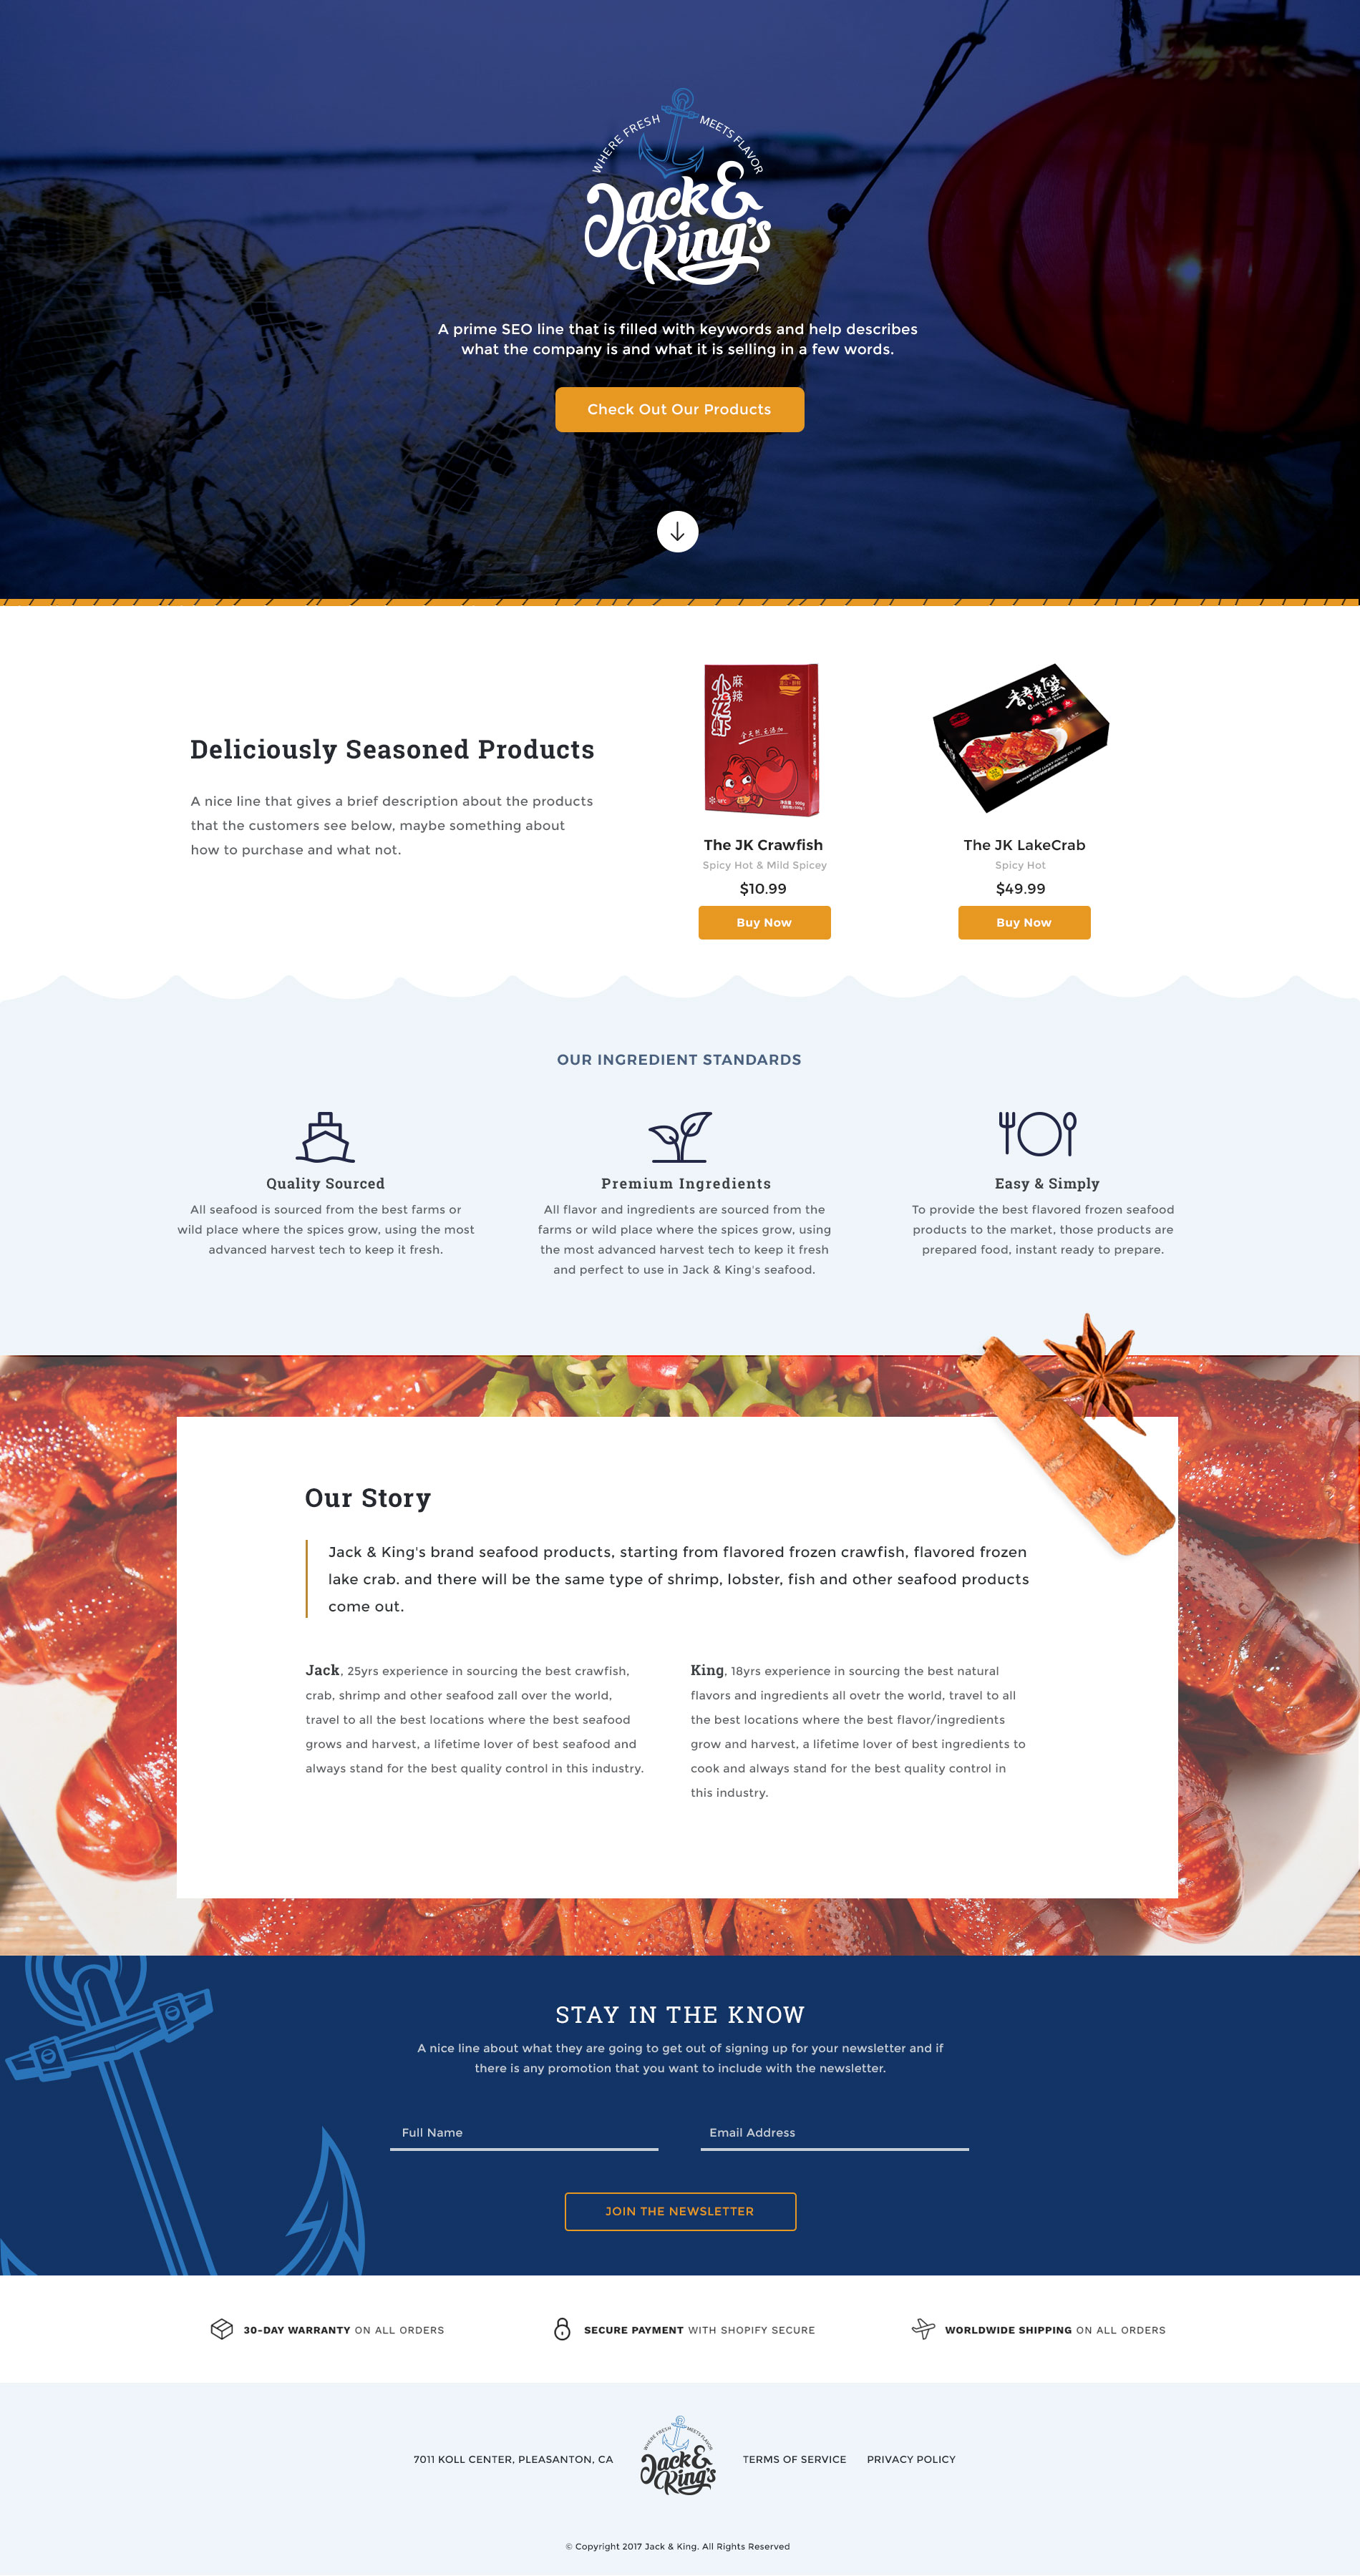 WHERE FRESH MEETS FLAVOR
Jack &
King's
A prime SEO line that is filled with keywords and help describes
what the company is and what it is selling in a few words.
Check Out Our Products
Deliciously Seasoned Products
A nice line that gives a brief description about the products
that the customers see below, maybe something about
how to purchase and what not.
麻辣
小龙虾
全天然无添加
香辣蟹
The JK Crawfish
Spicy Hot & Mild Spicey
$10.99
Buy Now
The JK LakeCrab
Spicy Hot
$49.99
Buy Now
OUR INGREDIENT STANDARDS
Quality Sourced
All seafood is sourced from the best farms or
wild place where the spices grow, using the most
advanced harvest tech to keep it fresh.
Premium Ingredients
All flavor and ingredients are sourced from the
farms or wild place where the spices grow, using
the most advanced harvest tech to keep it fresh
and perfect to use in Jack & King's seafood.
Easy & Simply
To provide the best flavored frozen seafood
products to the market, those products are
prepared food, instant ready to prepare.
Our Story
Jack & King's brand seafood products, starting from flavored frozen crawfish, flavored frozen
lake crab. and there will be the same type of shrimp, lobster, fish and other seafood products
come out.
Jack, 25yrs experience in sourcing the best crawfish,
crab, shrimp and other seafood zall over the world,
travel to all the best locations where the best seafood
grows and harvest, a lifetime lover of best seafood and
always stand for the best quality control in this industry.
King, 18yrs experience in sourcing the best natural
flavors and ingredients all ovetr the world, travel to all
the best locations where the best flavor/ingredients
grow and harvest, a lifetime lover of best ingredients to
cook and always stand for the best quality control in
this industry.
STAY IN THE KNOW
A nice line about what they are going to get out of signing up for your newsletter and if
there is any promotion that you want to include with the newsletter.
Full Name
Email Address
JOIN THE NEWSLETTER
30-DAY WARRANTY ON ALL ORDERS
SECURE PAYMENT WITH SHOPIFY SECURE
WORLDWIDE SHIPPING ON ALL ORDERS
7011 KOLL CENTER, PLEASANTON, CA
WHERE FRESH MEETS FLAVOR
Jack &
King's
TERMS OF SERVICE
PRIVACY POLICY
© Copyright 2017 Jack & King. All Rights Reserved